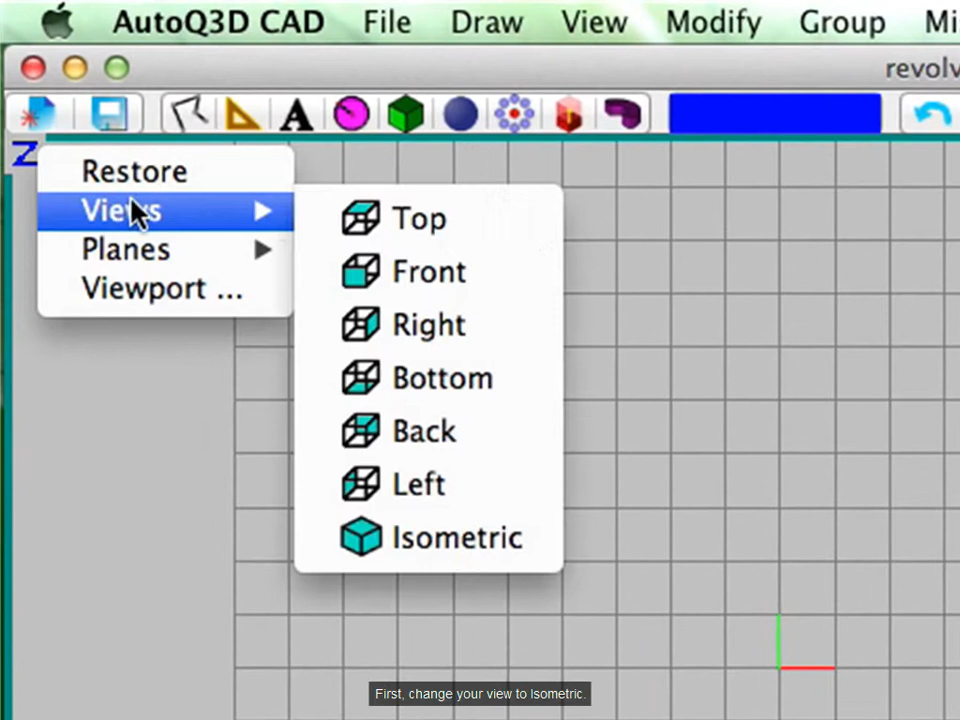 AutoQ3D CAD File Draw View Modify Group
revolv
Z
Restore
Views
Planes
Viewport ...
Top
Front
Right
Bottom
Back
Left
Isometric
First, change your view to Isometric.